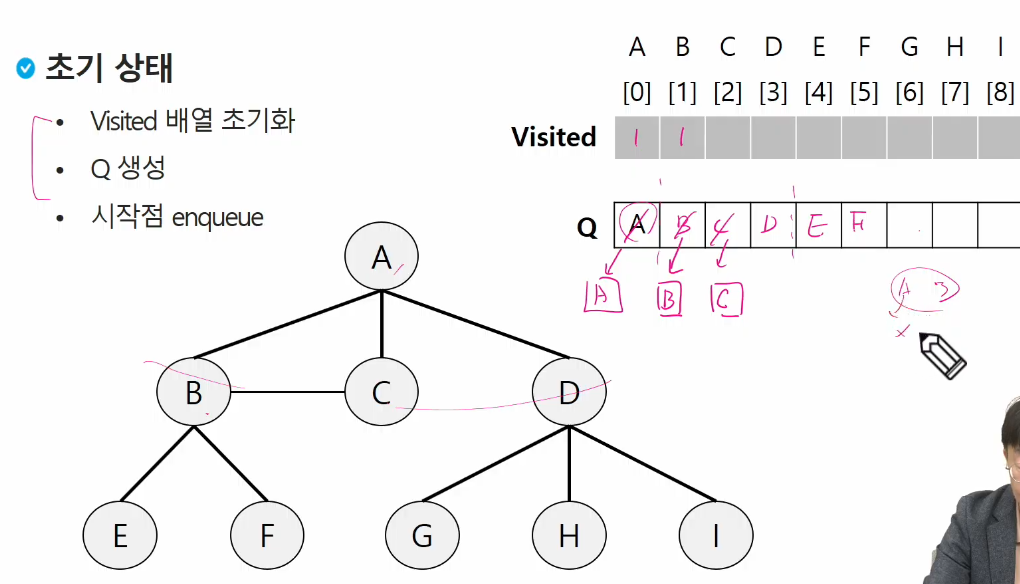 초기 상태
• Visited 배열 초기화
• Q 생성
• 시작점 enqueue
A B C D E F G H I
[0] [1] [2] [3] [4] [5] [6] [7] [8]
Visited 1 1
Q A B C D E F
A B C
A B
x
A
B C D
E F G H I